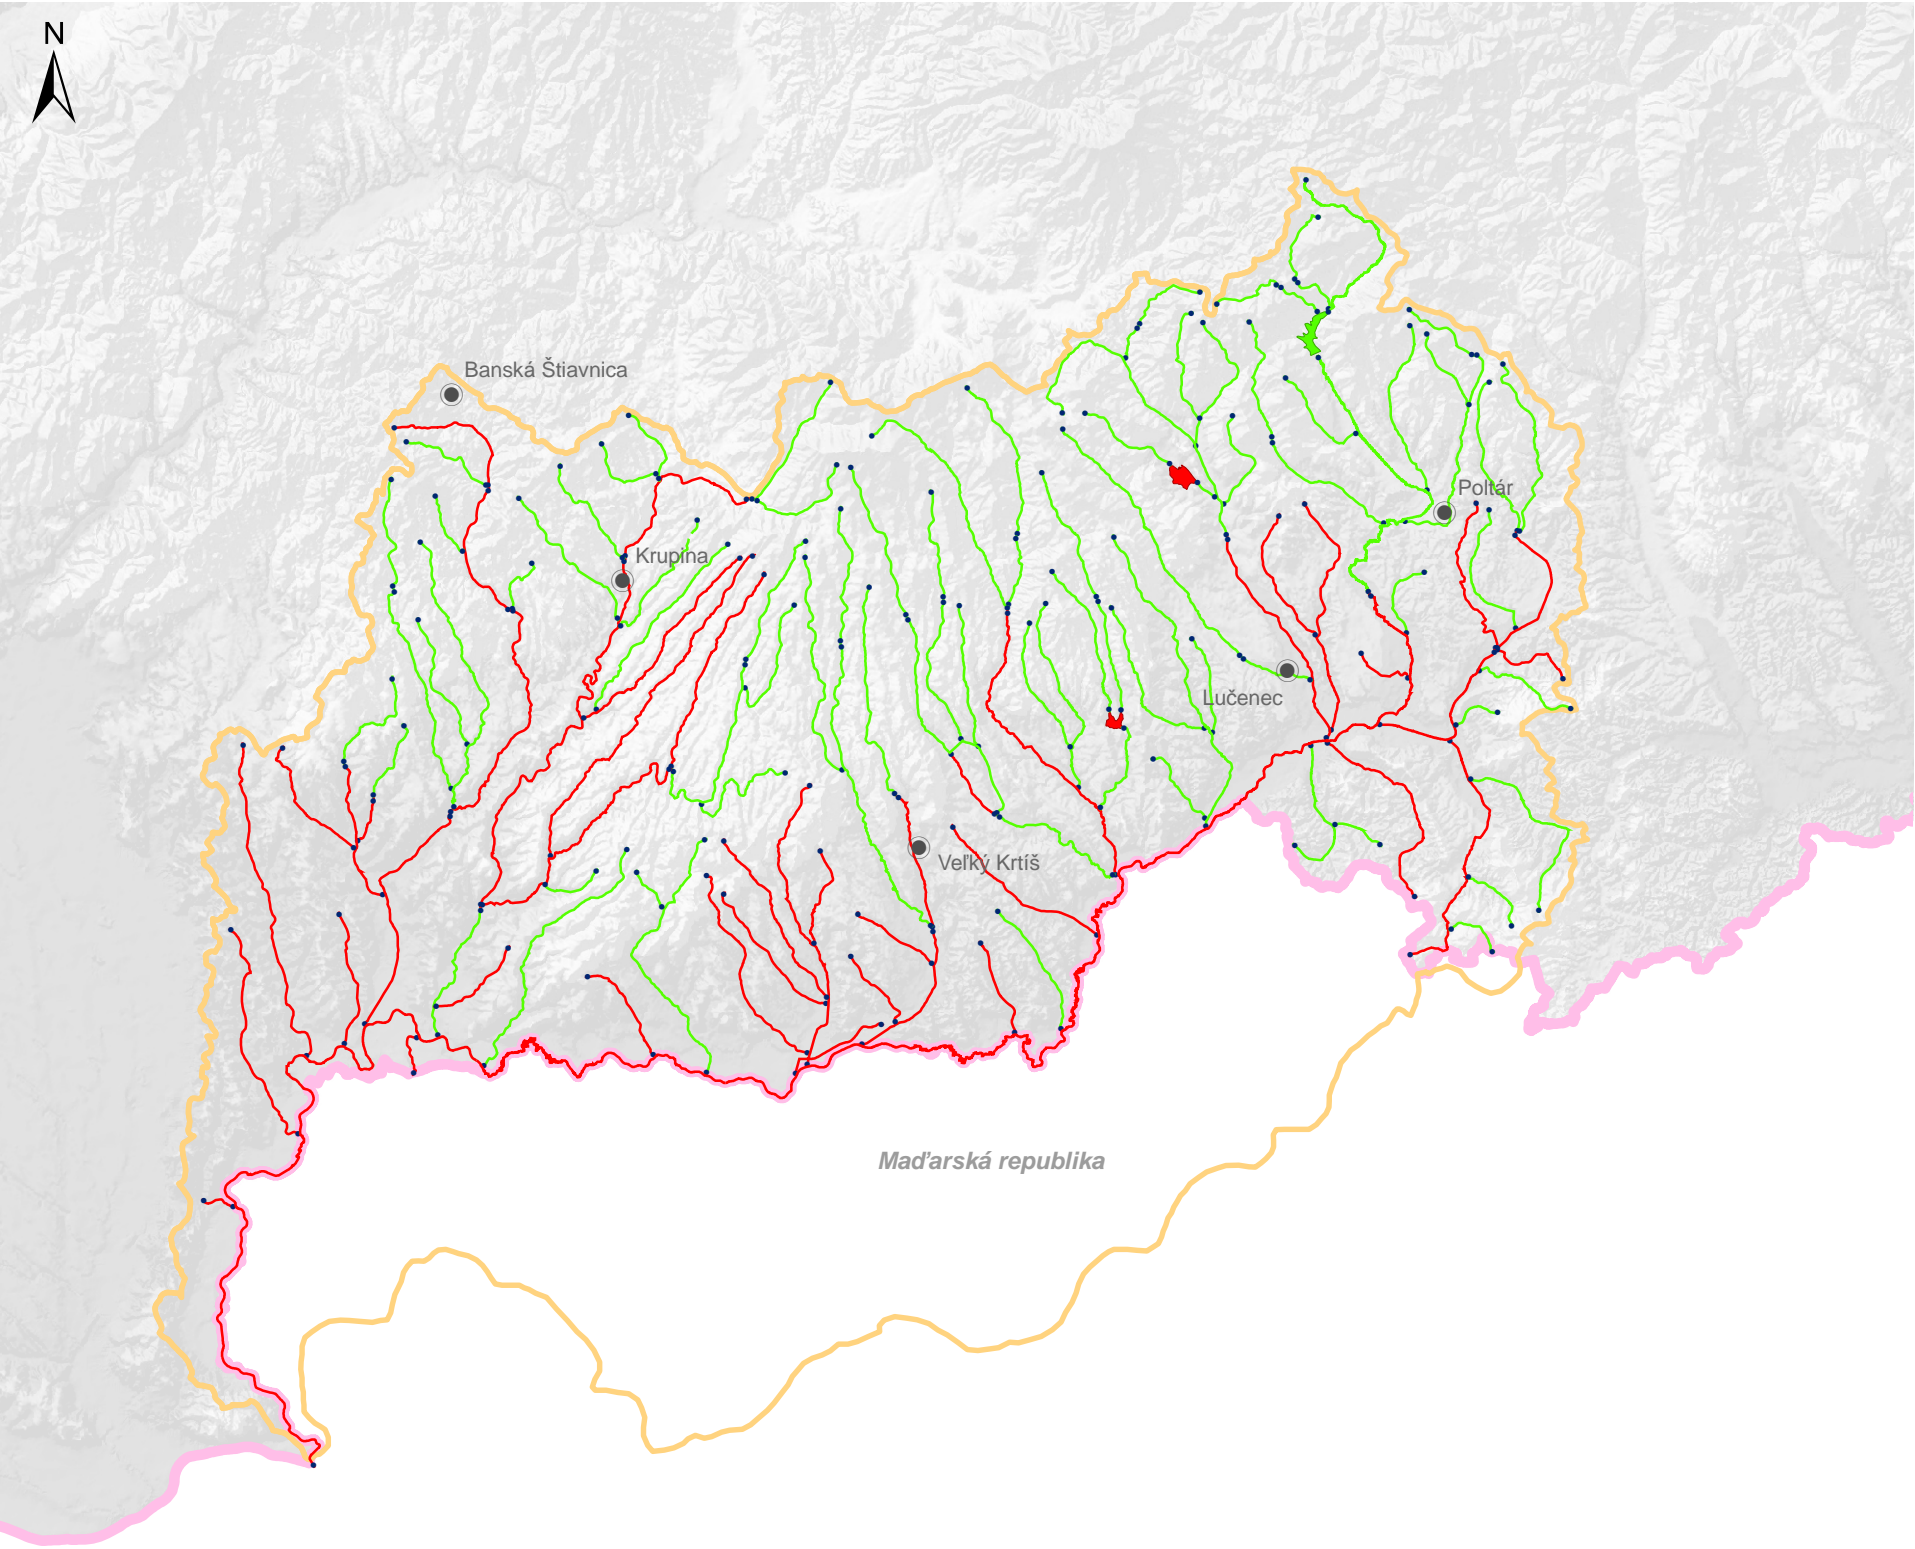 N
Banská Štiavnica
Poltár
Krupina
Lučenec
Veľký Krtíš
Maďarská republika